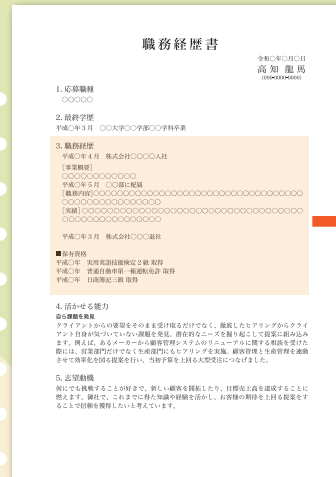 職務経歴書
令和○年○月○日
高知 龍馬
(090-0000-0000)
1. 応募職種
○○○○○
2. 最終学歴
平成○年３月　○○大学○○学部○○学科卒業
3. 職務経歴
平成○年４月　株式会社○○○○入社
[事業概要]
○○○○○○○○○○○○
平成○年５月　○○部に配属
[職務内容]○○○○○○○○○○○○○○○○○○○○○○○○○○○○○
○○○○○○○○○○○○○○○○
[実績] ○○○○○○○○○○○○○○○○○○○○○○○○○○○○○○○
○○○○○○○○○○○○○○○○
平成○年３月　株式会社○○○退社
■保有資格
平成○年　実用英語技能検定２級 取得
平成○年　普通自動車第一種運転免許 取得
平成○年　日商簿記三級 取得
4. 活かせる能力
自ら課題を発見
クライアントからの要望をそのまま受け取るだけでなく、徹底したヒアリングからクライ
アント自身が気づいていない課題を発見。潜在的なニーズを掘り起こして提案に組み込み
ます。例えば、あるメーカーから顧客管理システムのリニューアルに関する相談を受けた
際には、営業部門だけでなく生産部門にもヒアリングを実施。顧客管理と生産管理を連動
させて効率化を図る提案を行い、当初予算を上回る大型受注につなげました。
5. 志望動機
何にでも挑戦することが好きで、新しい顧客を開拓したり、目標売上高を達成することに
燃えます。御社で、これまでに得た知識や経験を活かし、お客様の期待を上回る提案をす
ることで信頼を獲得したいと考えています。